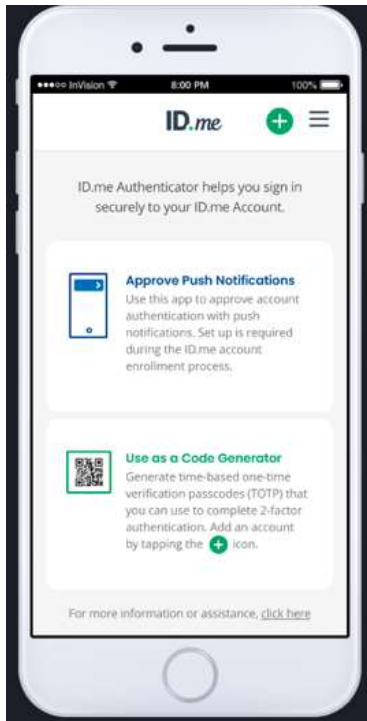 InVision 8:00 PM 100%
ID.me
ID.me Authenticator helps you sign in
securely to your ID.me Account.
Approve Push Notifications
Use this app to approve account
authentication with push
notifications. Set up is required
during the ID.me account
enrollment process.
Use as a Code Generator
Generate time-based one-time
verification passcodes (TOTP) that
you can use to complete 2-factor
authentication. Add an account
by tapping the + icon.
For more information or assistance, click here